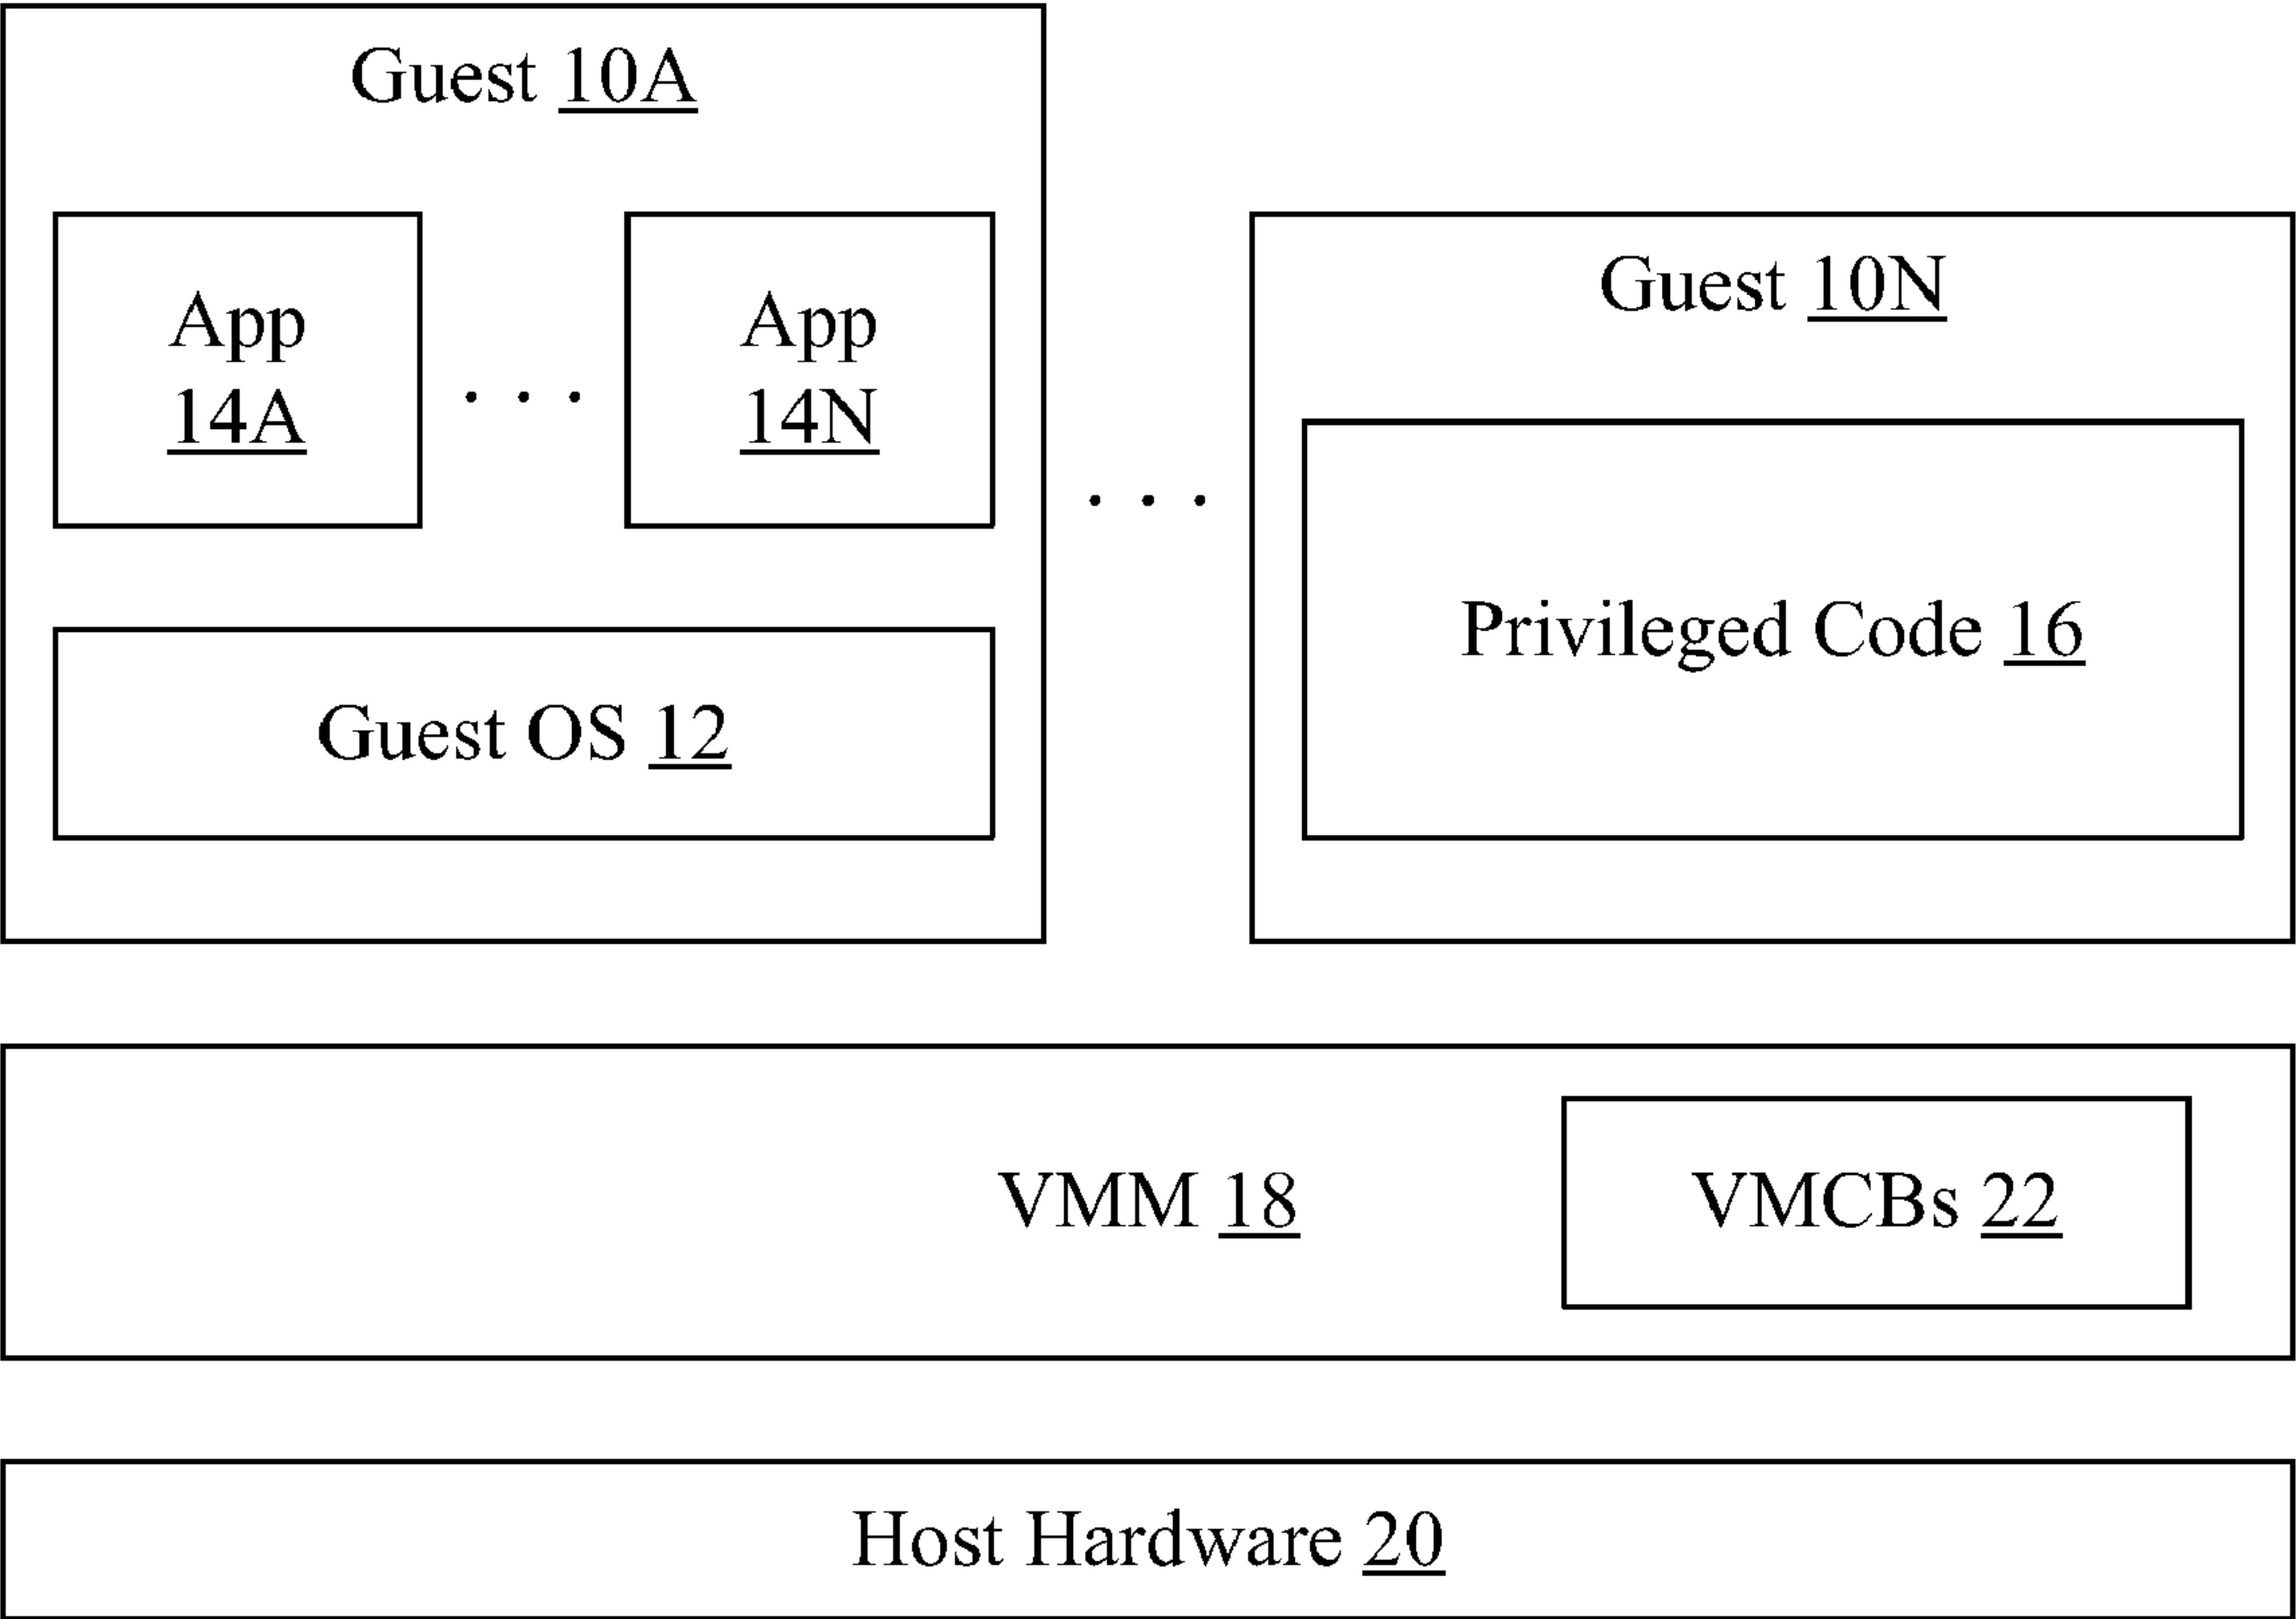 Guest 10A
App
14A
. . .
App
14N
Guest OS 12
. . .
Guest 10N
Privileged Code 16
VMM 18
VMCBs 22
Host Hardware 20